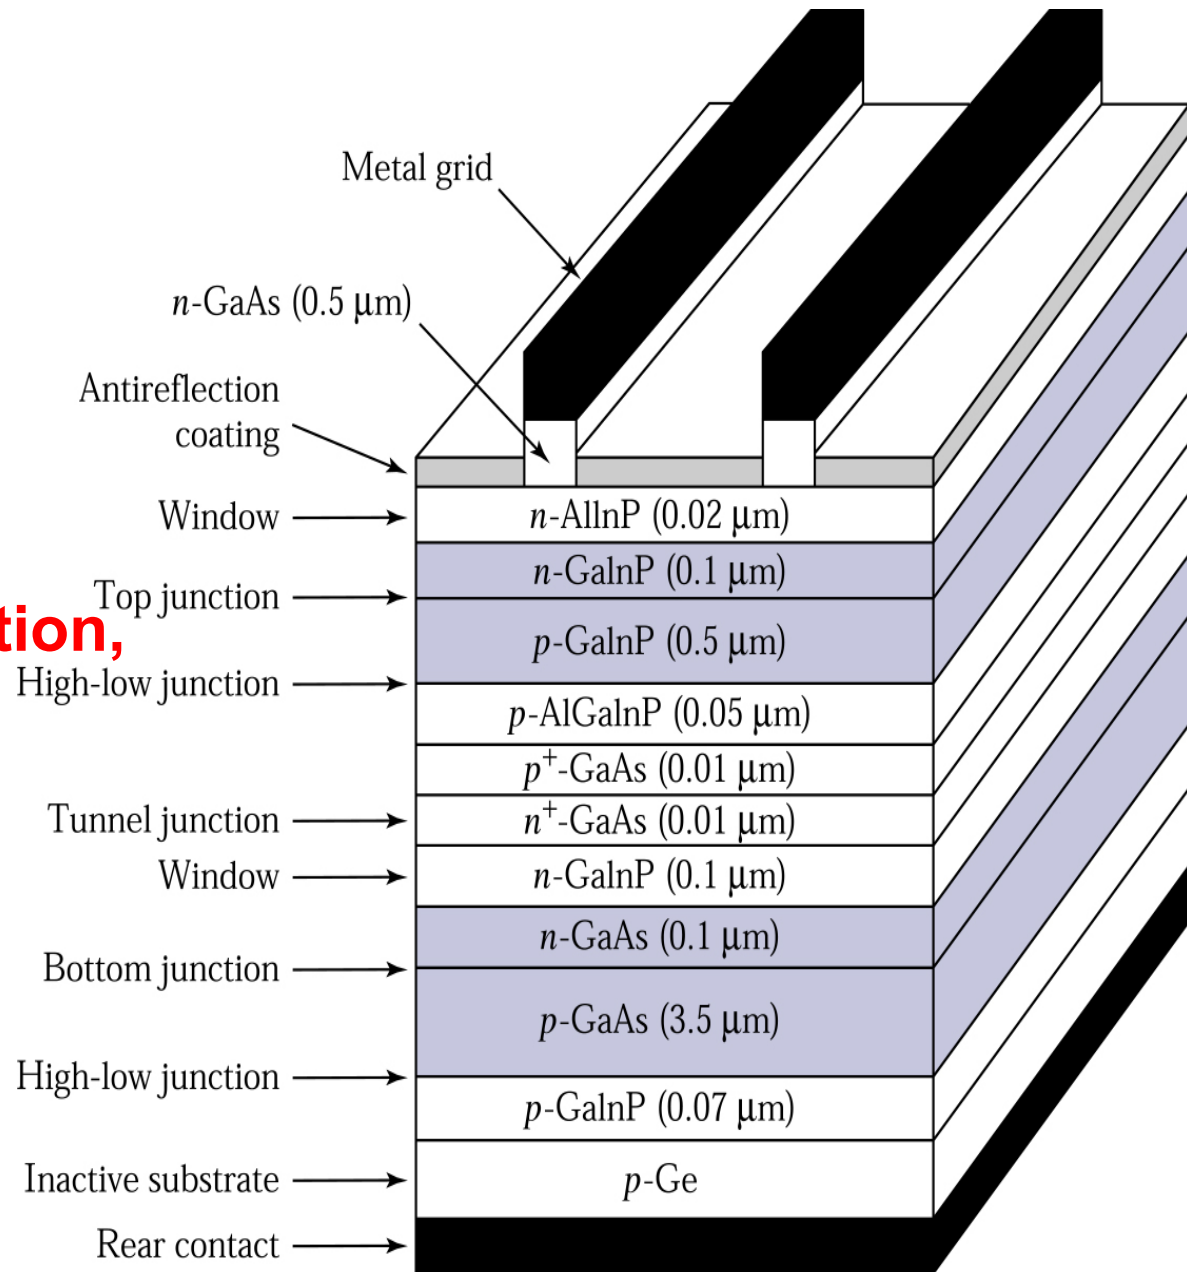 Metal grid
n-GaAs (0.5 μm)
Antireflection
coating
Window
n-AlInP (0.02 μm)
n-GaInP (0.1 μm)
Top junction
tion,
p-GaInP (0.5 μm)
High-low junction
p-AlGaInP (0.05 μm)
p⁺-GaAs (0.01 μm)
Tunnel junction
n⁺-GaAs (0.01 μm)
Window
n-GaInP (0.1 μm)
n-GaAs (0.1 μm)
Bottom junction
p-GaAs (3.5 μm)
High-low junction
p-GaInP (0.07 μm)
Inactive substrate
p-Ge
Rear contact